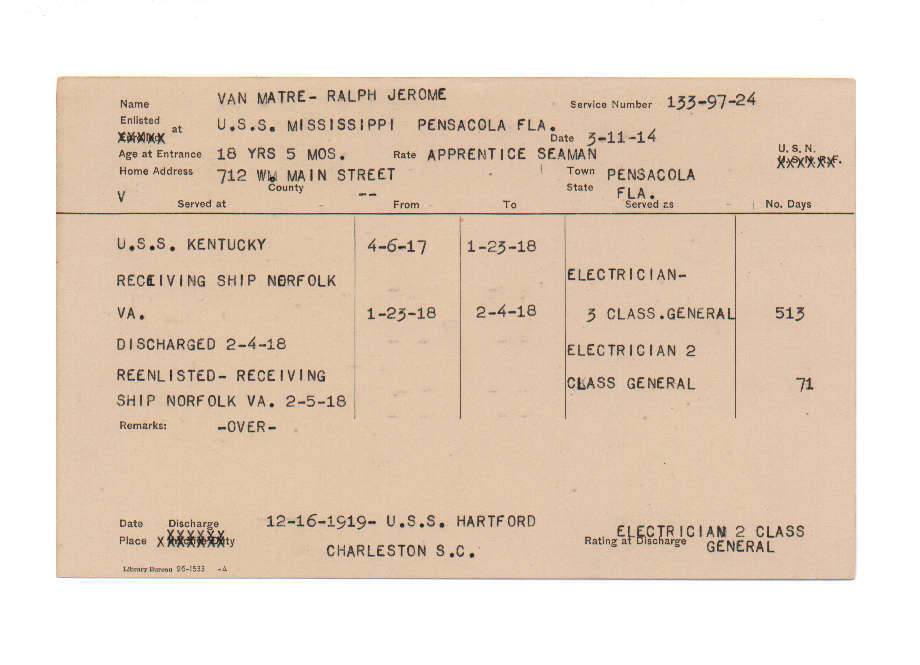 Name VAN MATRE- RALPH JEROME Service Number 133-97-24
Enlisted at U.S.S. MISSISSIPPI PENSACOLA FLA. Date 3-11-14
Age at Entrance 18 YRS 5 MOS. Rate APPRENTICE SEAMAN U.S.N.
Home Address 712 W MAIN STREET Town PENSACOLA
County -- State FLA.
V Served at From To Served as No. Days
U.S.S. KENTUCKY 4-6-17 1-23-18
RECEIVING SHIP NORFOLK ELECTRICIAN-
VA. 1-23-18 2-4-18 3 CLASS.GENERAL 513
DISCHARGED 2-4-18 ELECTRICIAN 2
REENLISTED- RECEIVING CLASS GENERAL 71
SHIP NORFOLK VA. 2-5-18
Remarks: -OVER-
Date Discharge 12-16-1919- U.S.S. HARTFORD ELECTRICIAN 2 CLASS
Place CHARLESTON S.C. Rating at Discharge GENERAL
Library Bureau 96-1533 -A